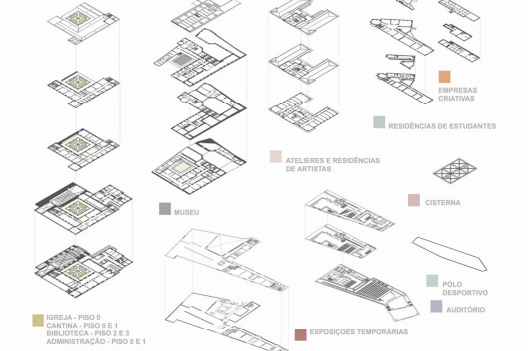 EMPRESAS
CRIATIVAS
RESIDÊNCIAS DE ESTUDANTES
ATELIERES E RESIDÊNCIAS
DE ARTISTAS
CISTERNA
MUSEU
PÓLO
DESPORTIVO
AUDITÓRIO
IGREJA - PISO 0
CANTINA - PISO 0 E 1
BIBLIOTECA - PISO 2 E 3
ADMINISTRAÇÃO - PISO 0 E 1
EXPOSIÇOES TEMPORÁRIAS